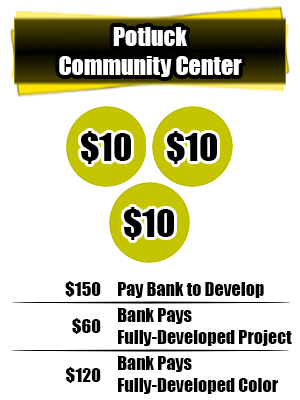 Potluck
Community Center
$10 $10
$10
$150 Pay Bank to Develop
$60 Bank Pays
Fully-Developed Project
$120 Bank Pays
Fully-Developed Color